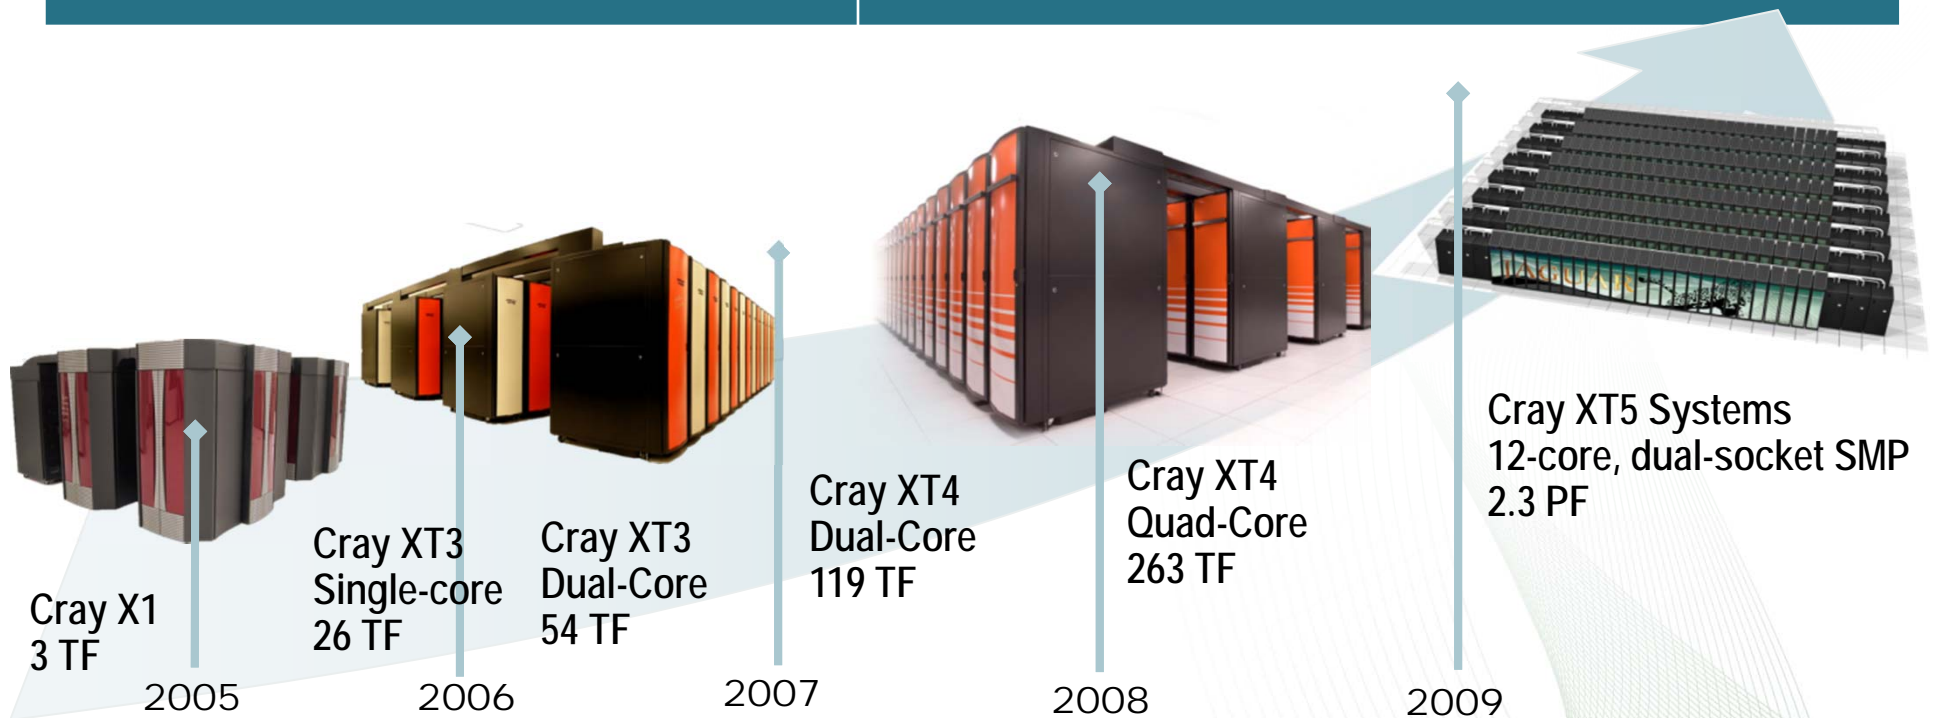 JAGUAR
Cray X1
3 TF
Cray XT3
Single-core
26 TF
Cray XT3
Dual-Core
54 TF
Cray XT4
Dual-Core
119 TF
Cray XT4
Quad-Core
263 TF
Cray XT5 Systems
12-core, dual-socket SMP
2.3 PF
2005
2006
2007
2008
2009